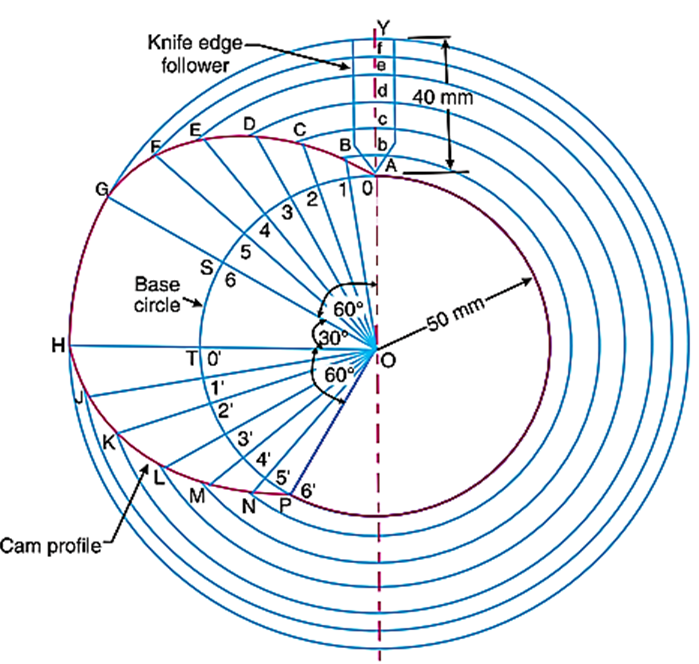 Y
Knife edge
follower
f
e
d
c
b
40 mm
A
B
C
D
E
F
G
0
1
2
3
4
5
6
S
Base
circle
60°
30°
60°
50 mm
O
H
T
0'
1'
2'
3'
4'
5'
6'
J
K
L
M
N
P
Cam profile